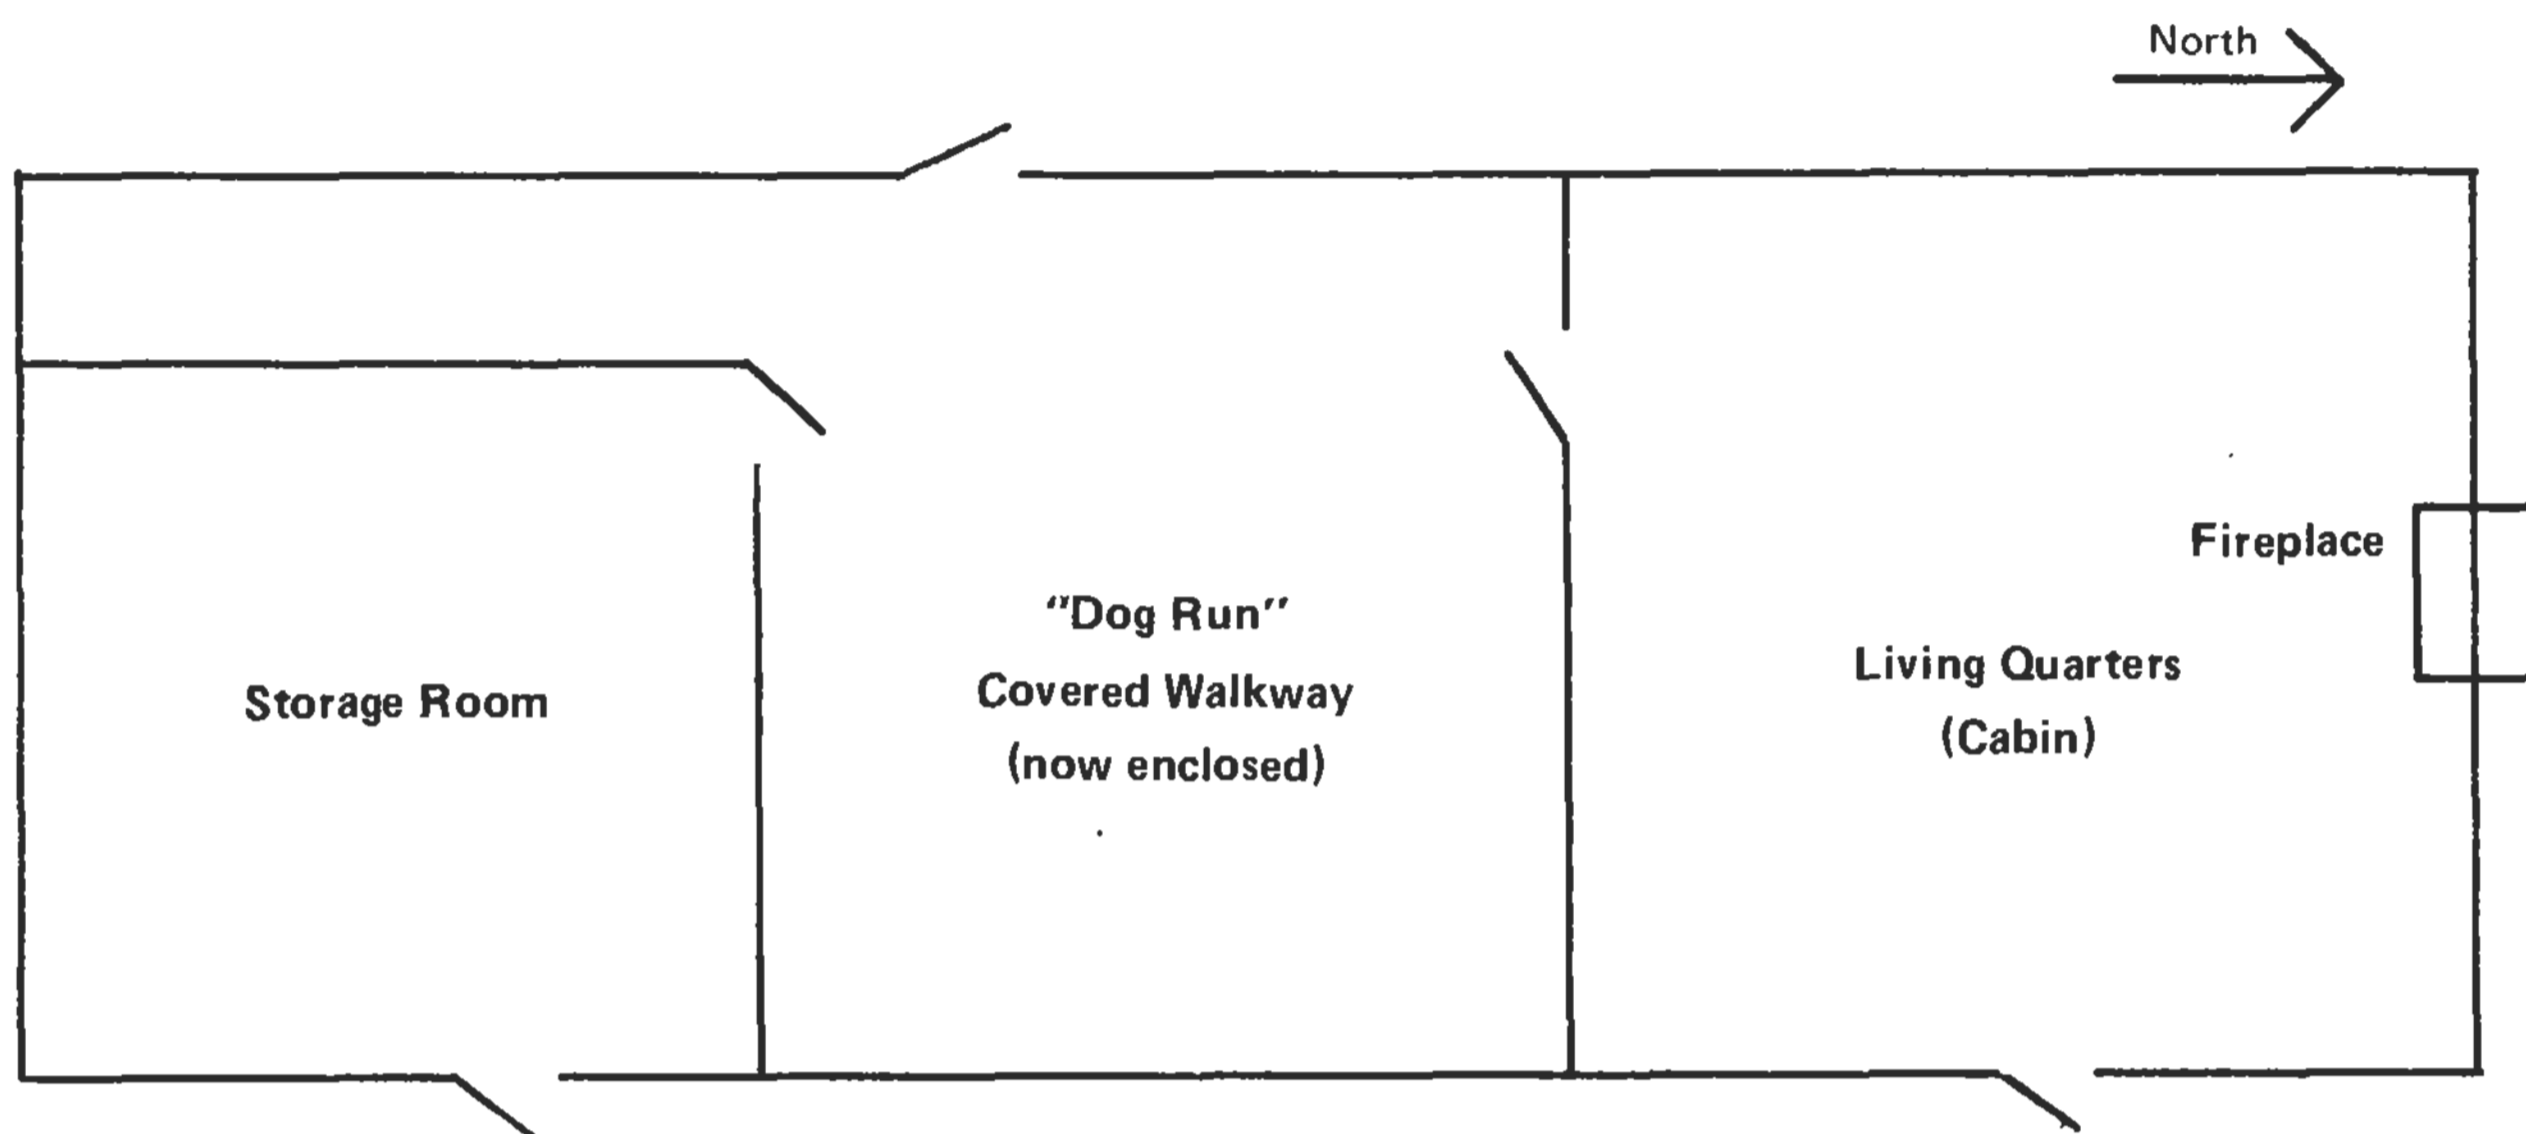 North
Fireplace
"Dog Run"
Covered Walkway
(now enclosed)
Living Quarters
(Cabin)
Storage Room